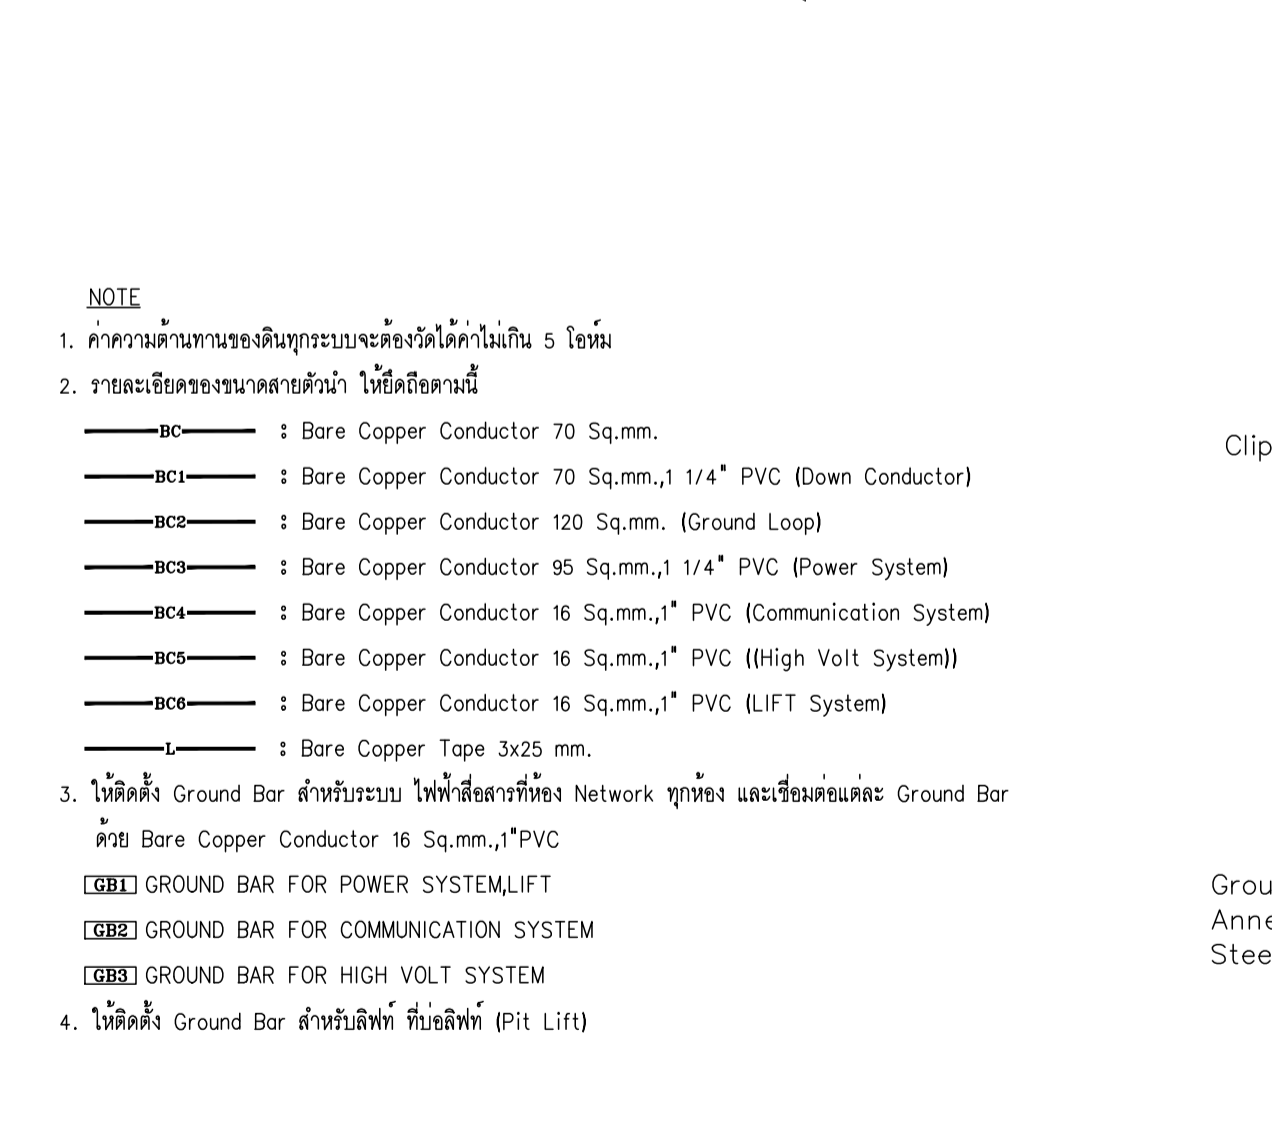 NOTE
1. ค่าความต้านทานของดินทุกระบบจะต้องวัดได้ค่าไม่เกิน 5 โอห์ม
2. รายละเอียดของขนาดสายตัวนำ ให้ยึดถือตามนี้
BC : Bare Copper Conductor 70 Sq.mm.
Clip
BC1 : Bare Copper Conductor 70 Sq.mm.,1 1/4" PVC (Down Conductor)
BC2 : Bare Copper Conductor 120 Sq.mm. (Ground Loop)
BC3 : Bare Copper Conductor 95 Sq.mm.,1 1/4" PVC (Power System)
BC4 : Bare Copper Conductor 16 Sq.mm.,1" PVC (Communication System)
BC5 : Bare Copper Conductor 16 Sq.mm.,1" PVC ((High Volt System))
BC6 : Bare Copper Conductor 16 Sq.mm.,1" PVC (LIFT System)
L : Bare Copper Tape 3x25 mm.
3. ให้ติดตั้ง Ground Bar สำหรับระบบ ไฟฟ้าสื่อสารที่ห้อง Network ทุกห้อง และเชื่อมต่อแต่ละ Ground Bar
ด้วย Bare Copper Conductor 16 Sq.mm.,1"PVC
GB1 GROUND BAR FOR POWER SYSTEM,LIFT
GB2 GROUND BAR FOR COMMUNICATION SYSTEM
GB3 GROUND BAR FOR HIGH VOLT SYSTEM
4. ให้ติดตั้ง Ground Bar สำหรับลิฟท์ ที่บ่อลิฟท์ (Pit Lift)
Grou
Anne
Stee